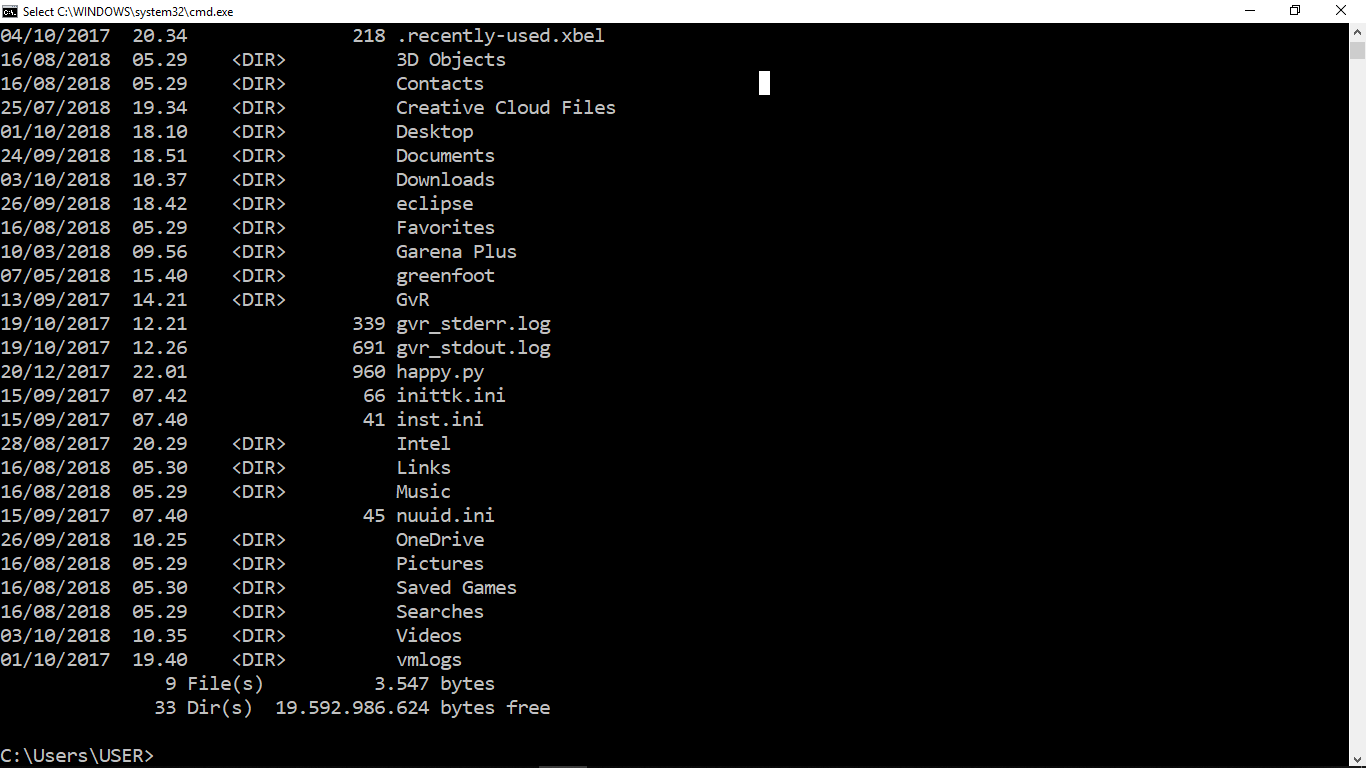 Select C:\WINDOWS\system32\cmd.exe
04/10/2017  20.34               218 .recently-used.xbel
16/08/2018  05.29    <DIR>          3D Objects
16/08/2018  05.29    <DIR>          Contacts
25/07/2018  19.34    <DIR>          Creative Cloud Files
01/10/2018  18.10    <DIR>          Desktop
24/09/2018  18.51    <DIR>          Documents
03/10/2018  10.37    <DIR>          Downloads
26/09/2018  18.42    <DIR>          eclipse
16/08/2018  05.29    <DIR>          Favorites
10/03/2018  09.56    <DIR>          Garena Plus
07/05/2018  15.40    <DIR>          greenfoot
13/09/2017  14.21    <DIR>          GvR
19/10/2017  12.21               339 gvr_stderr.log
19/10/2017  12.26               691 gvr_stdout.log
20/12/2017  22.01               960 happy.py
15/09/2017  07.42                66 inittk.ini
15/09/2017  07.40                41 inst.ini
28/08/2017  20.29    <DIR>          Intel
16/08/2018  05.30    <DIR>          Links
16/08/2018  05.29    <DIR>          Music
15/09/2017  07.40                45 nuuid.ini
26/09/2018  10.25    <DIR>          OneDrive
16/08/2018  05.29    <DIR>          Pictures
16/08/2018  05.30    <DIR>          Saved Games
16/08/2018  05.29    <DIR>          Searches
03/10/2018  10.35    <DIR>          Videos
01/10/2017  19.40    <DIR>          vmlogs
               9 File(s)          3.547 bytes
              33 Dir(s)  19.592.986.624 bytes free
C:\Users\USER>